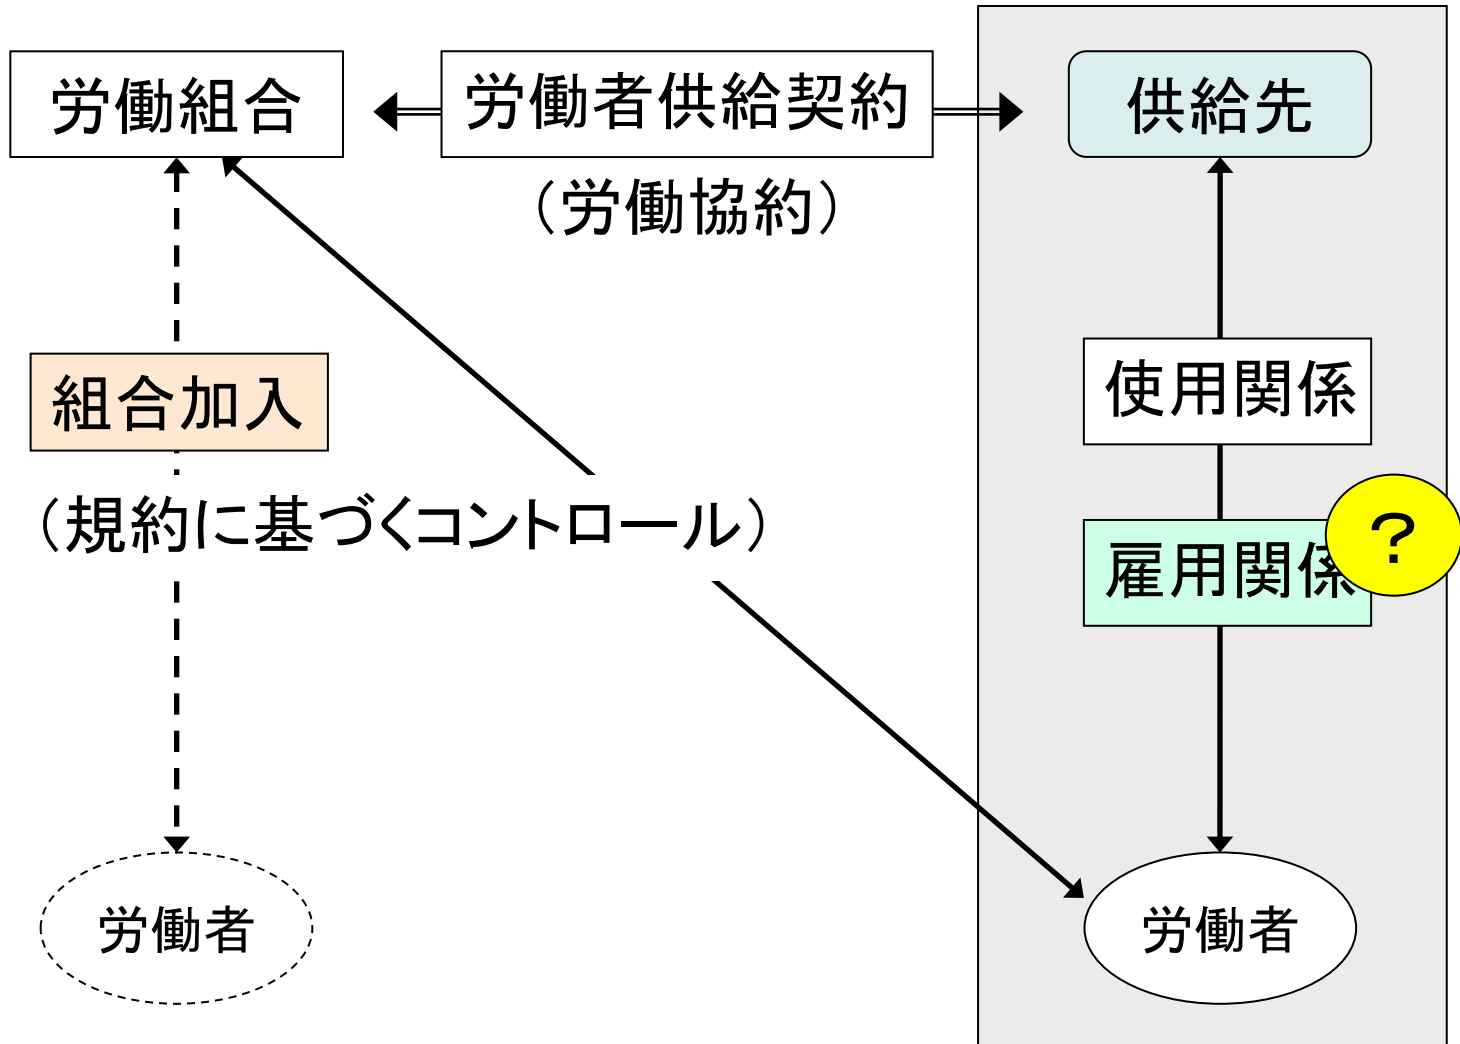 労働組合
労働者供給契約
供給先
（労働協約）
組合加入
使用関係
（規約に基づくコントロール）
雇用関係
？
労働者
労働者